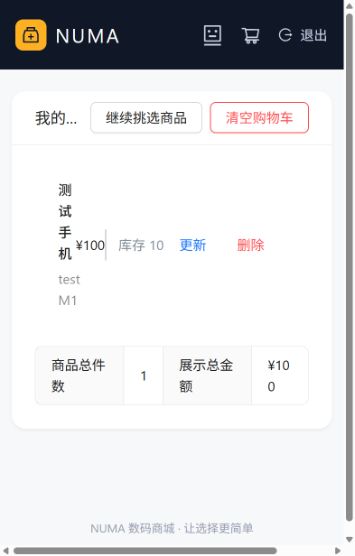 NUMA
退出
我的...
继续挑选商品
清空购物车
测
试
手
机
¥100
库存 10
更新
删除
test
M1
商品总件
数
1
展示总金
额
¥10
0
NUMA 数码商城 · 让选择更简单